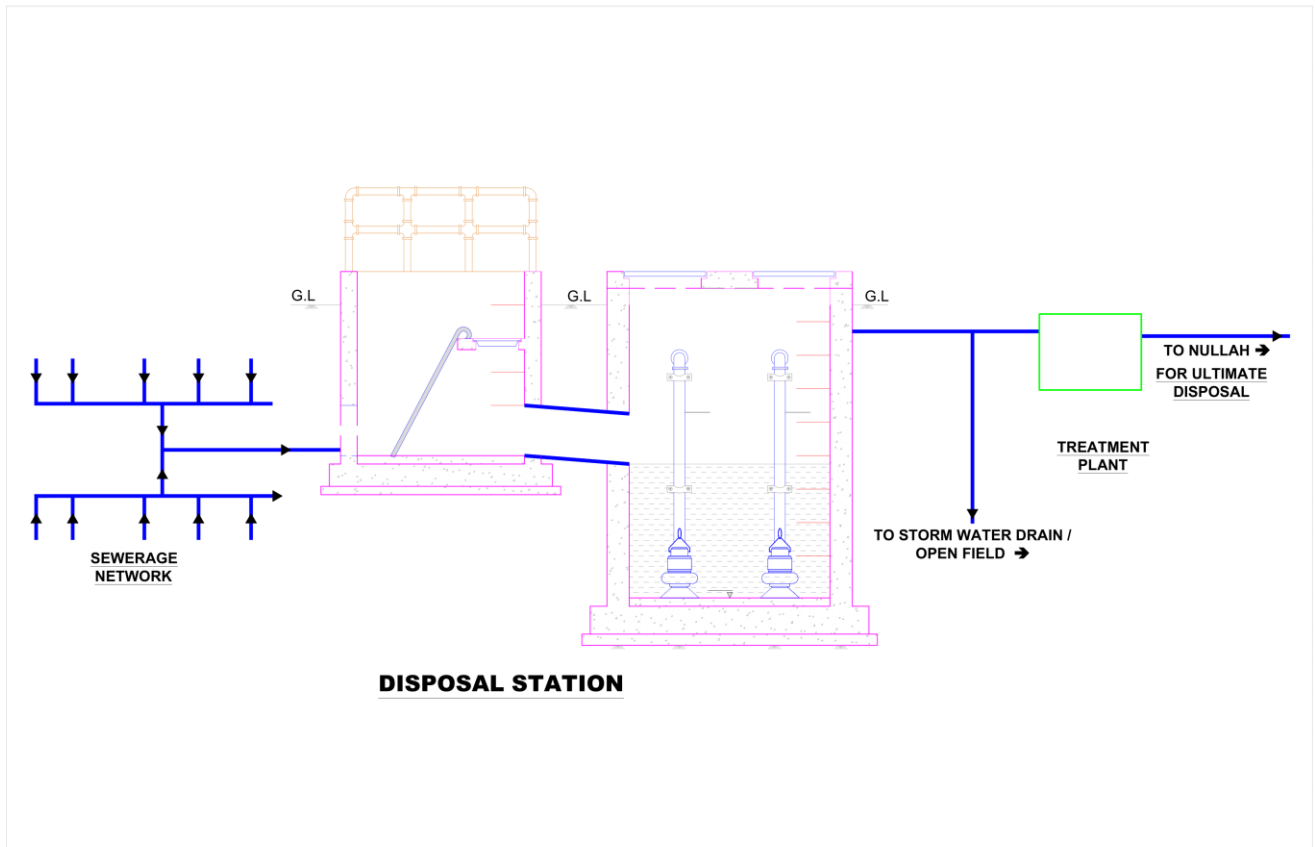 G.L
G.L
G.L
TO NULLAH ➔
FOR ULTIMATE
DISPOSAL
TREATMENT
PLANT
TO STORM WATER DRAIN /
OPEN FIELD ➔
SEWERAGE
NETWORK
DISPOSAL STATION